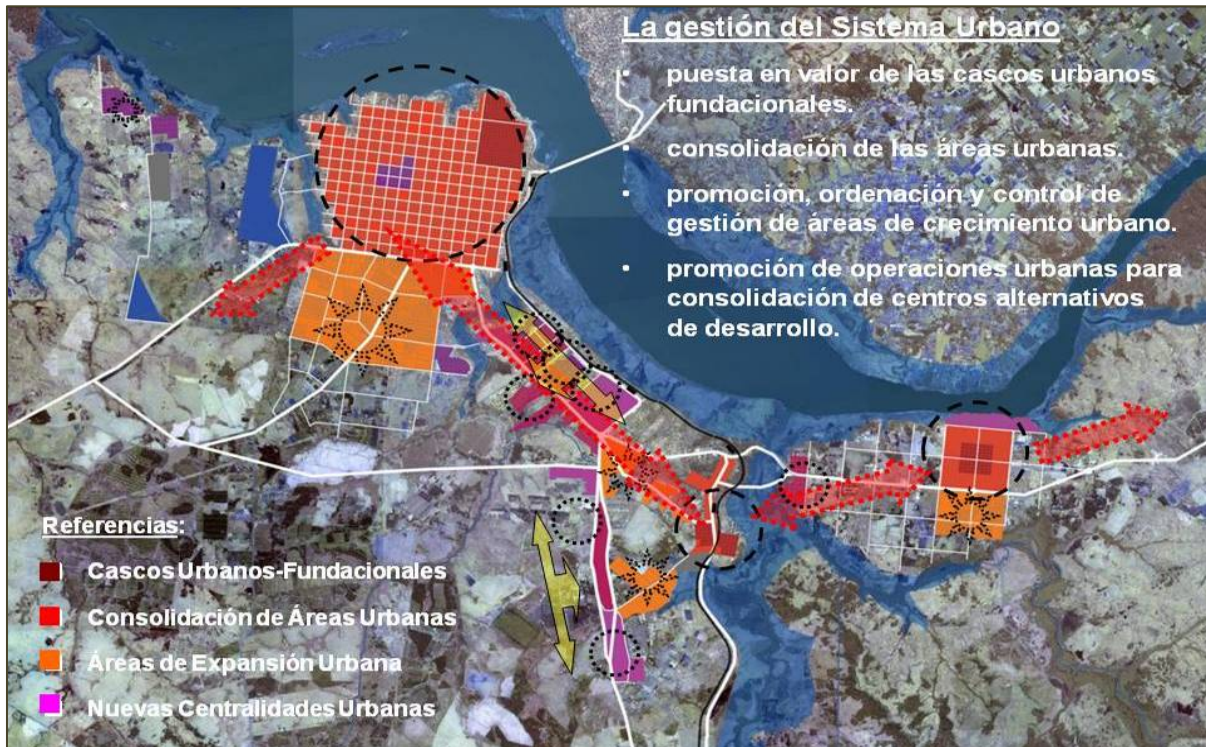 La gestión del Sistema Urbano
• puesta en valor de las cascos urbanos
fundacionales.
• consolidación de las áreas urbanas.
• promoción, ordenación y control de
gestión de áreas de crecimiento urbano.
• promoción de operaciones urbanas para
consolidación de centros alternativos
de desarrollo.
Referencias:
Cascos Urbanos-Fundacionales
Consolidación de Áreas Urbanas
Áreas de Expansión Urbana
Nuevas Centralidades Urbanas